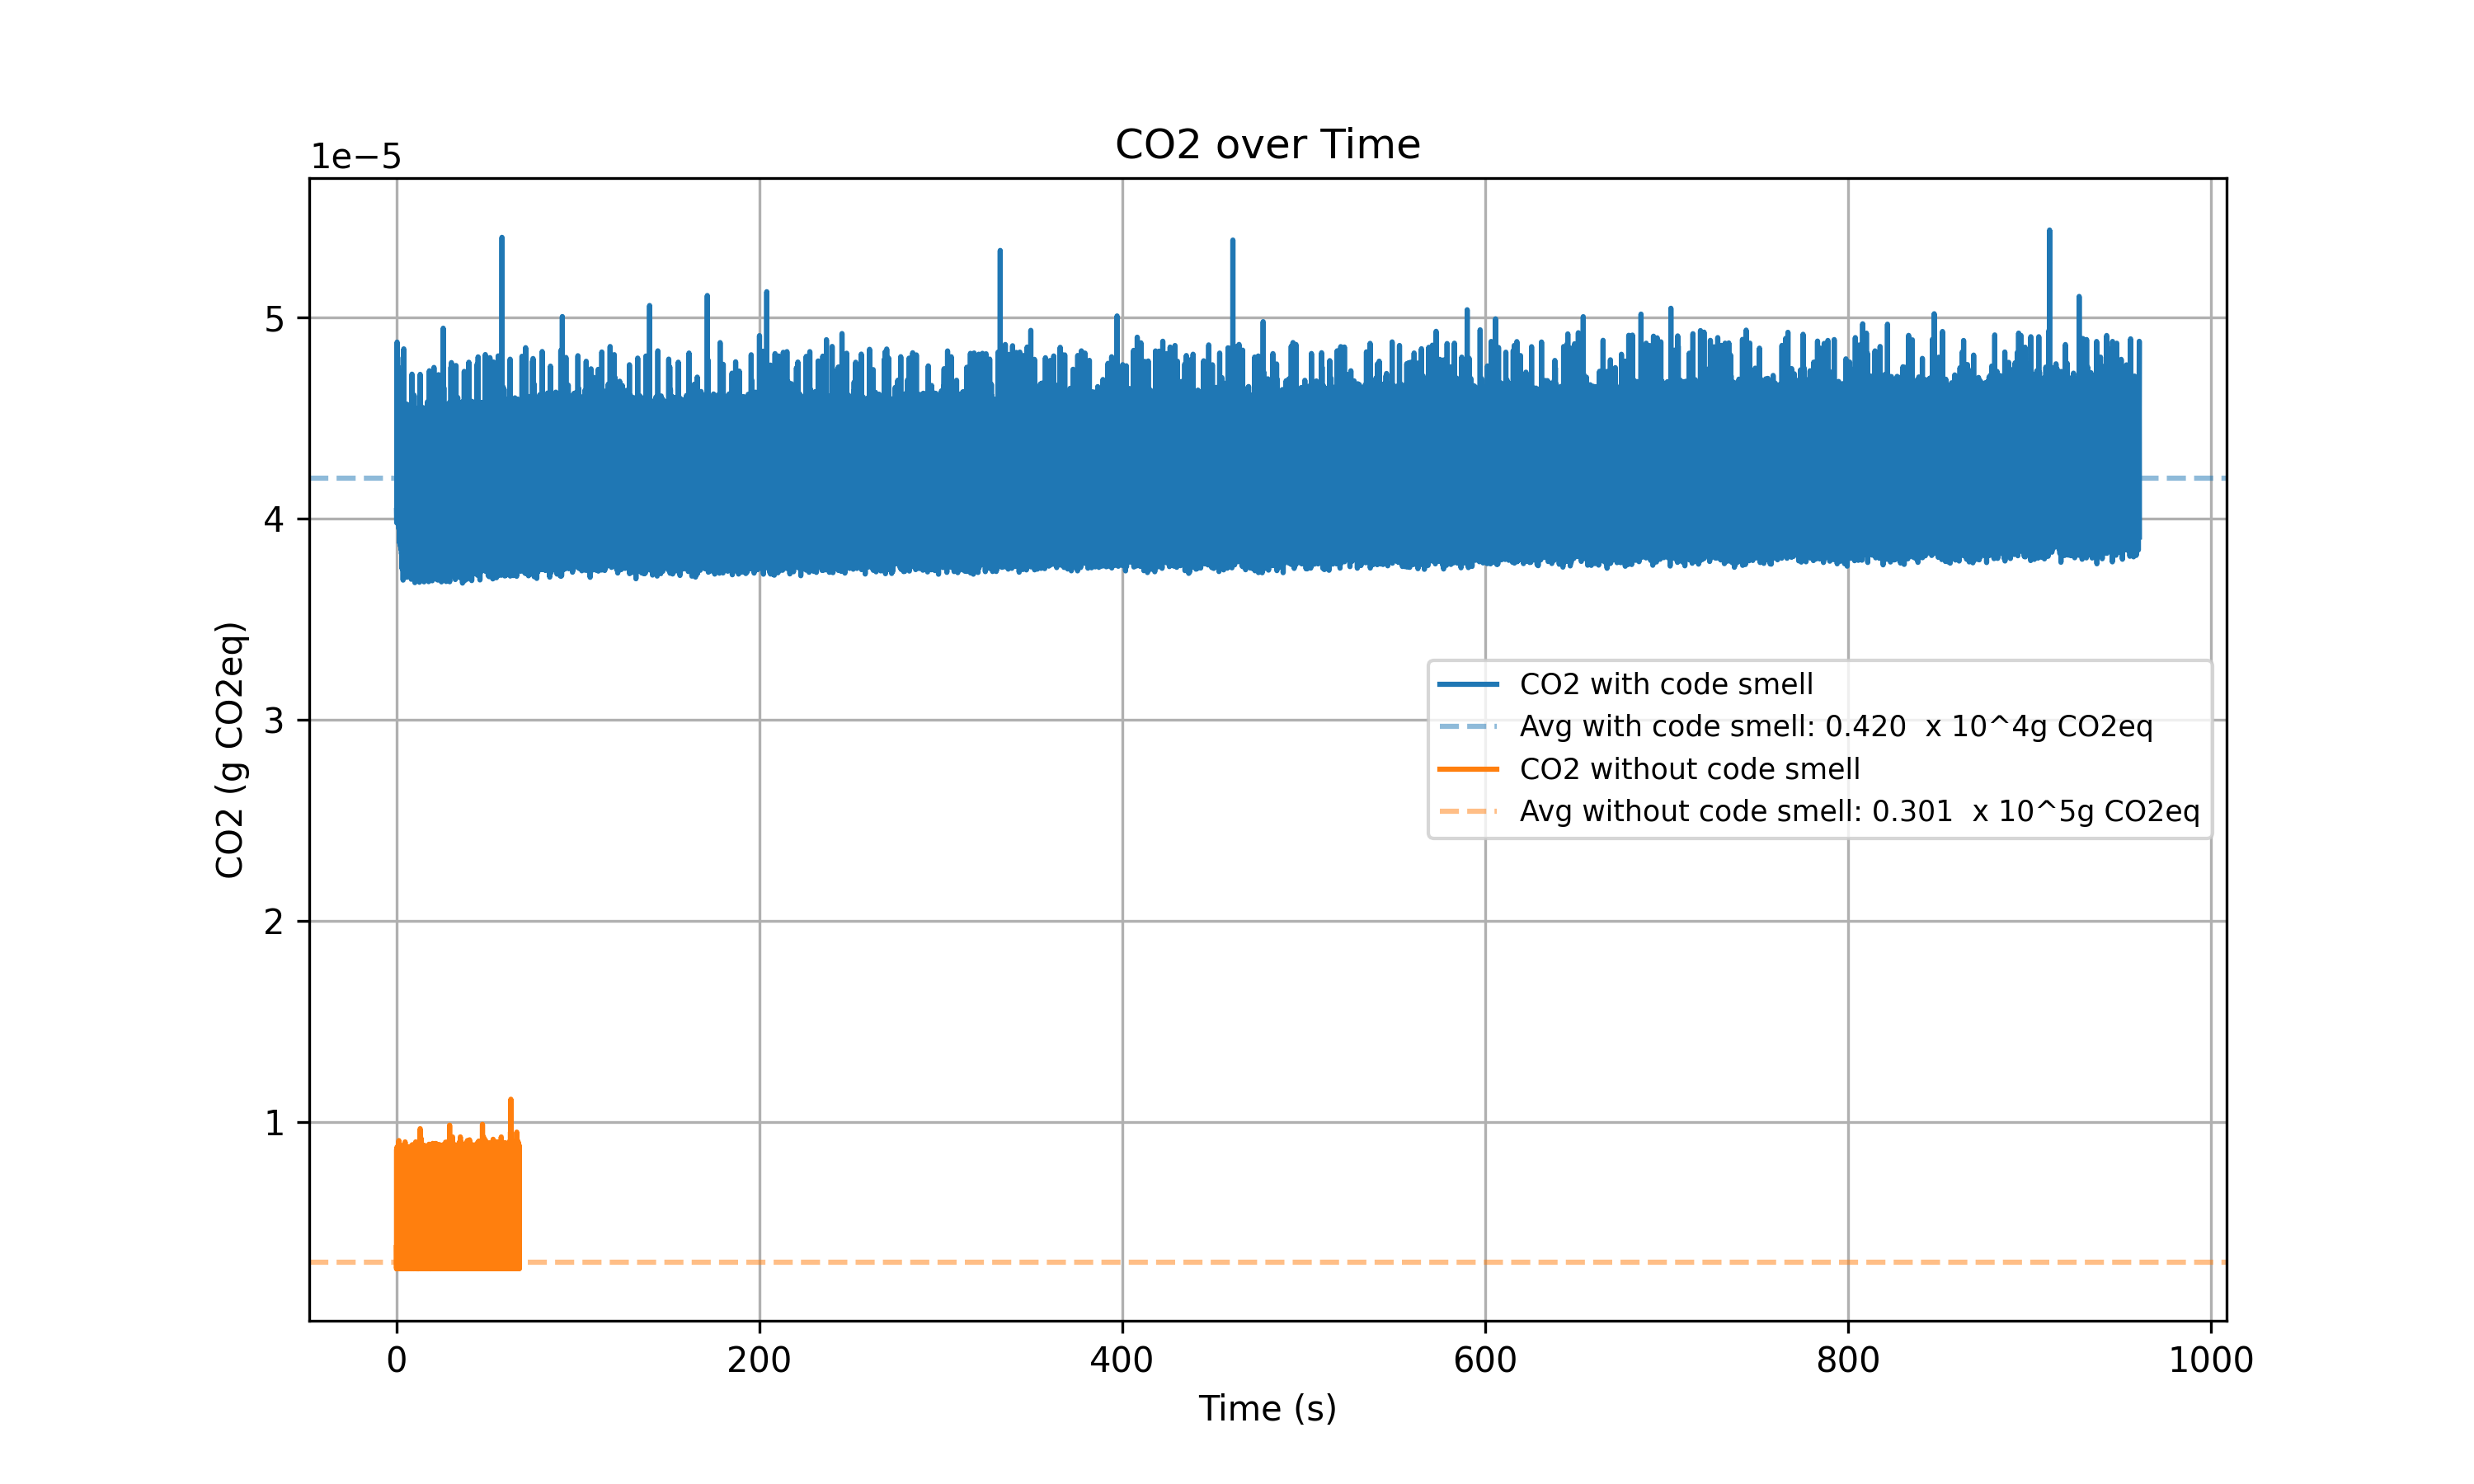 CO2 over Time
1e−5
5
4
3
2
1
CO2 (g CO2eq)
CO2 with code smell
Avg with code smell: 0.420  x 10^4g CO2eq
CO2 without code smell
Avg without code smell: 0.301  x 10^5g CO2eq
0 200 400 600 800 1000
Time (s)